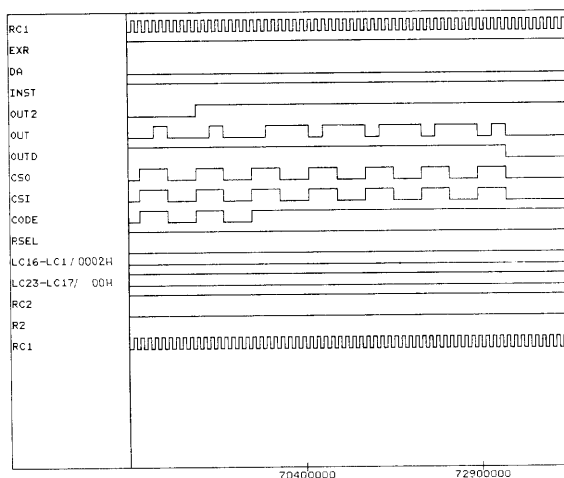 RC1
EXR
DA
INST
OUT2
OUT
OUTD
CSO
CSI
CODE
RSEL
LC16-LC1/0002H
LC23-LC17/ 00H
RC2
R2
RC1
70400000 72900000